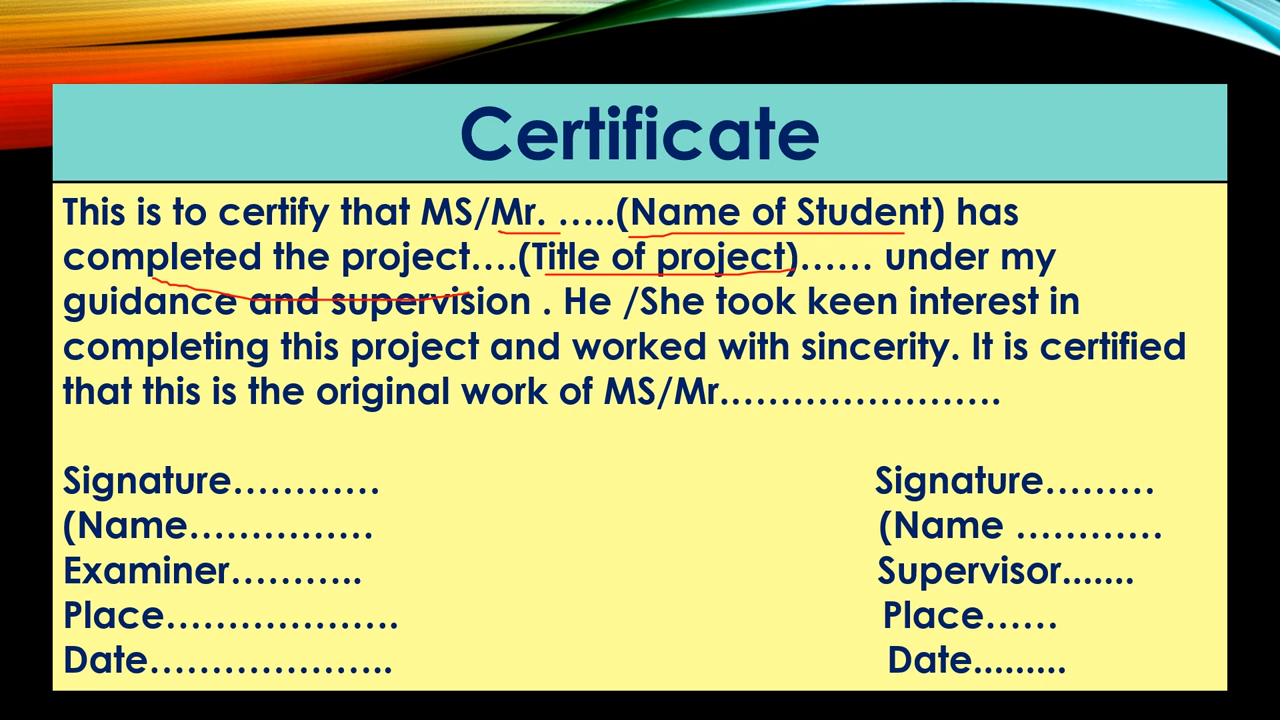 Certificate
This is to certify that MS/Mr. …..(Name of Student) has
completed the project….(Title of project)…… under my
guidance and supervision . He /She took keen interest in
completing this project and worked with sincerity. It is certified
that this is the original work of MS/Mr.…………………….
Signature………… Signature………
(Name…………… (Name …………
Examiner……….. Supervisor.......
Place………………. Place……
Date……………….. Date.........